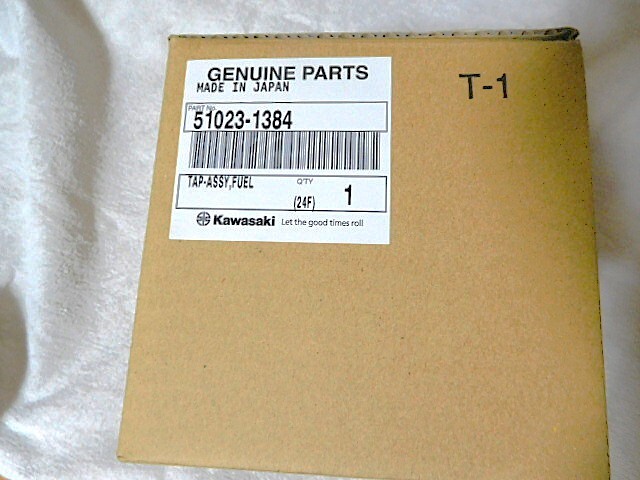 GENUINE PARTS
MADE IN JAPAN
T-1
PART No.
51023-1384
TAP-ASSY,FUEL
Q'TY
(24F)
1
Kawasaki Let the good times roll